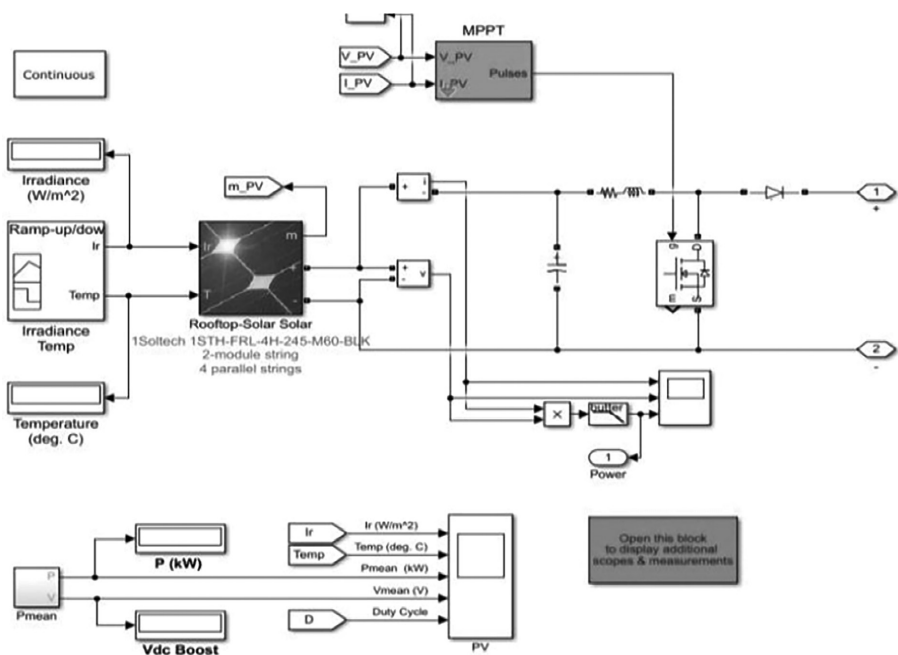 MPPT
V_PV
I_PV
V_PV
I_PV
Pulses
Continuous
Irradiance
(W/m^2)
m_PV
+
i
-
1
+
Ramp-up/dow
Ir
Temp
Irradiance
Temp
Ir
T
m
+
-
+
-
v
g
D
E
S
Rooftop-Solar Solar
1Soltech 1STH-FRL-4H-245-M60-BLK
2-module string
4 parallel strings
2
-
Temperature
(deg. C)
×
butter
1
Power
P (kW)
P
V
Pmean
Vdc Boost
Ir
Temp
D
Ir (W/m^2)
Temp (deg. C)
Pmean (kW)
Vmean (V)
Duty Cycle
PV
Open this block
to display additional
scopes & measurements